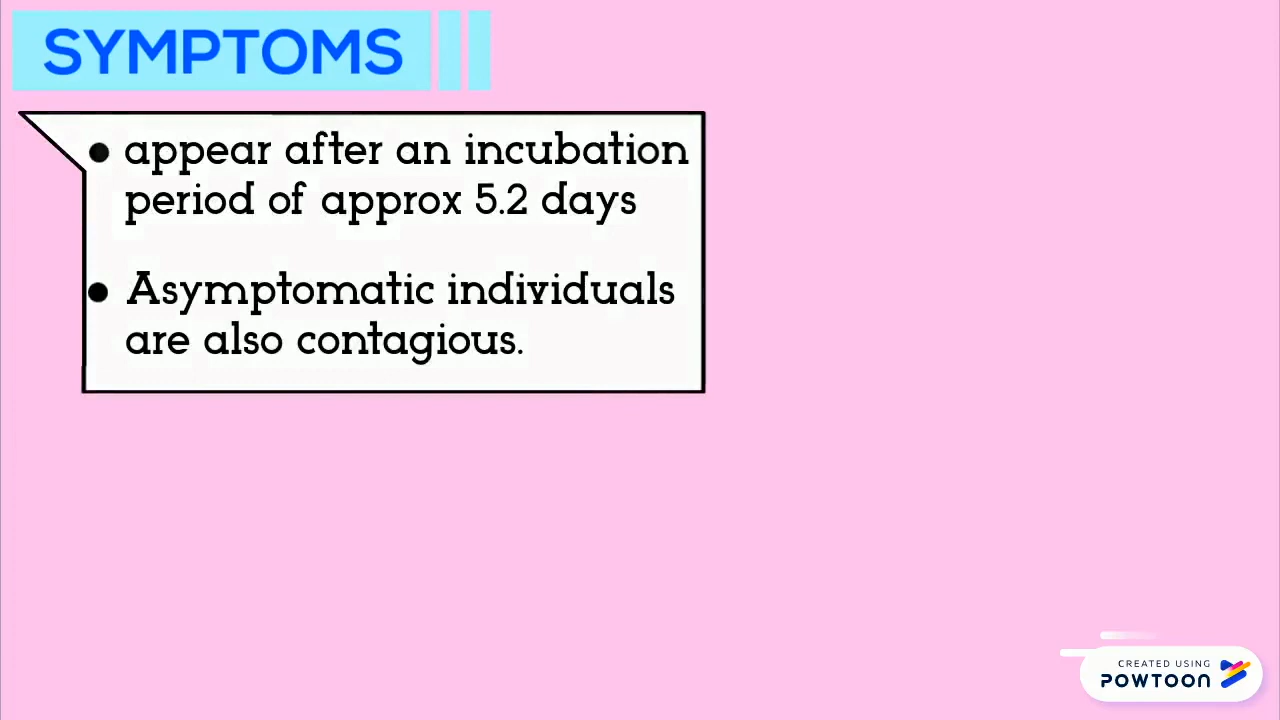 SYMPTOMS
● appear after an incubation
period of approx 5.2 days
● Asymptomatic individuals
are also contagious.
CREATED USING
POWTOON